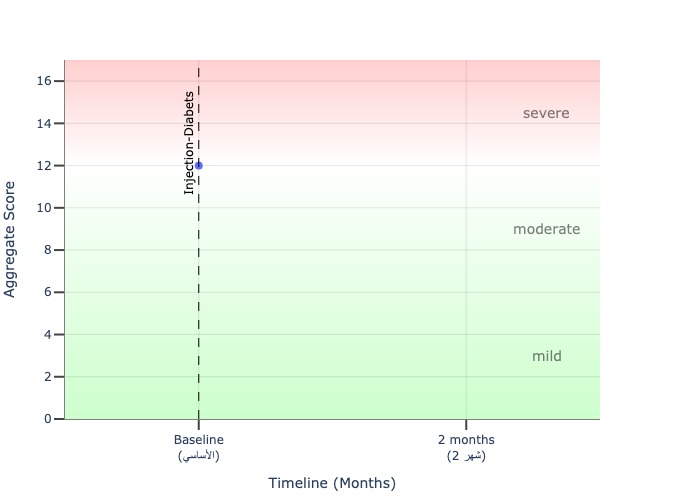 Aggregate Score
16
14
12
10
8
6
4
2
0
Injection-Diabets
severe
moderate
mild
Baseline
(الأساسي)
2 months
(2 شهر)
Timeline (Months)